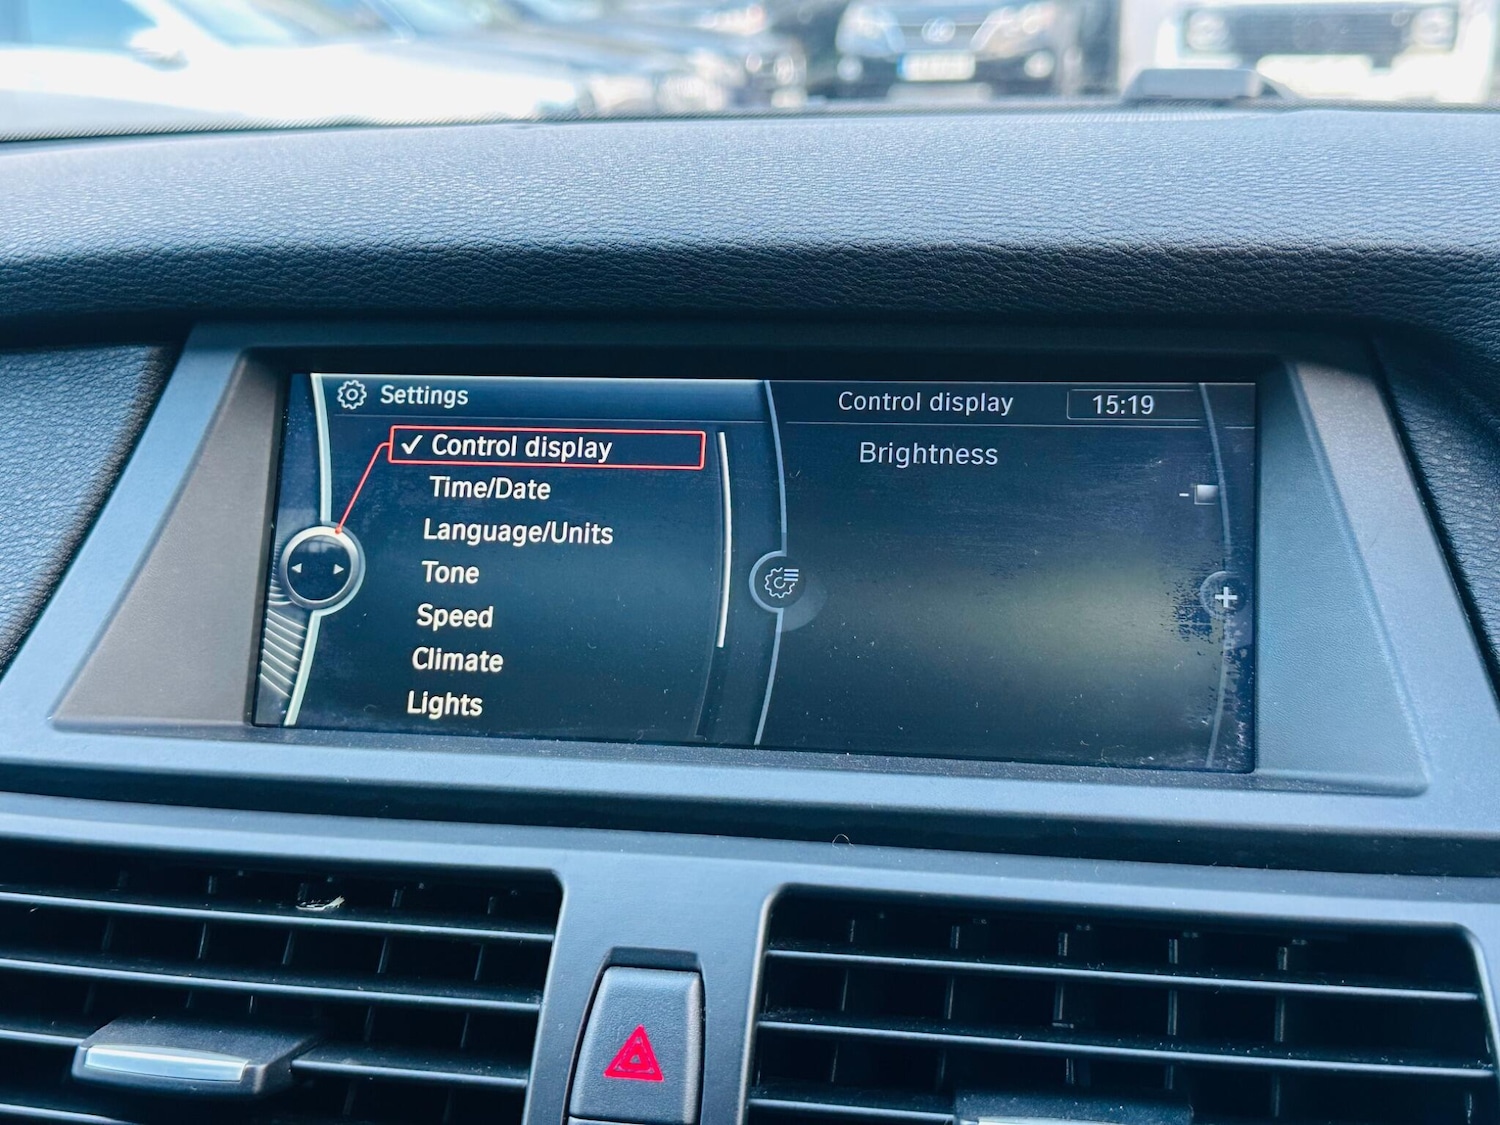 Settings
✓ Control display
Time/Date
Language/Units
Tone
Speed
Climate
Lights
Control display 15:19
Brightness
-
+